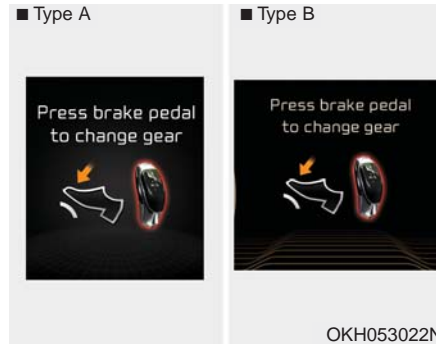 ■ Type A
Press brake pedal
to change gear
■ Type B
Press brake pedal
to change gear
OKH053022N